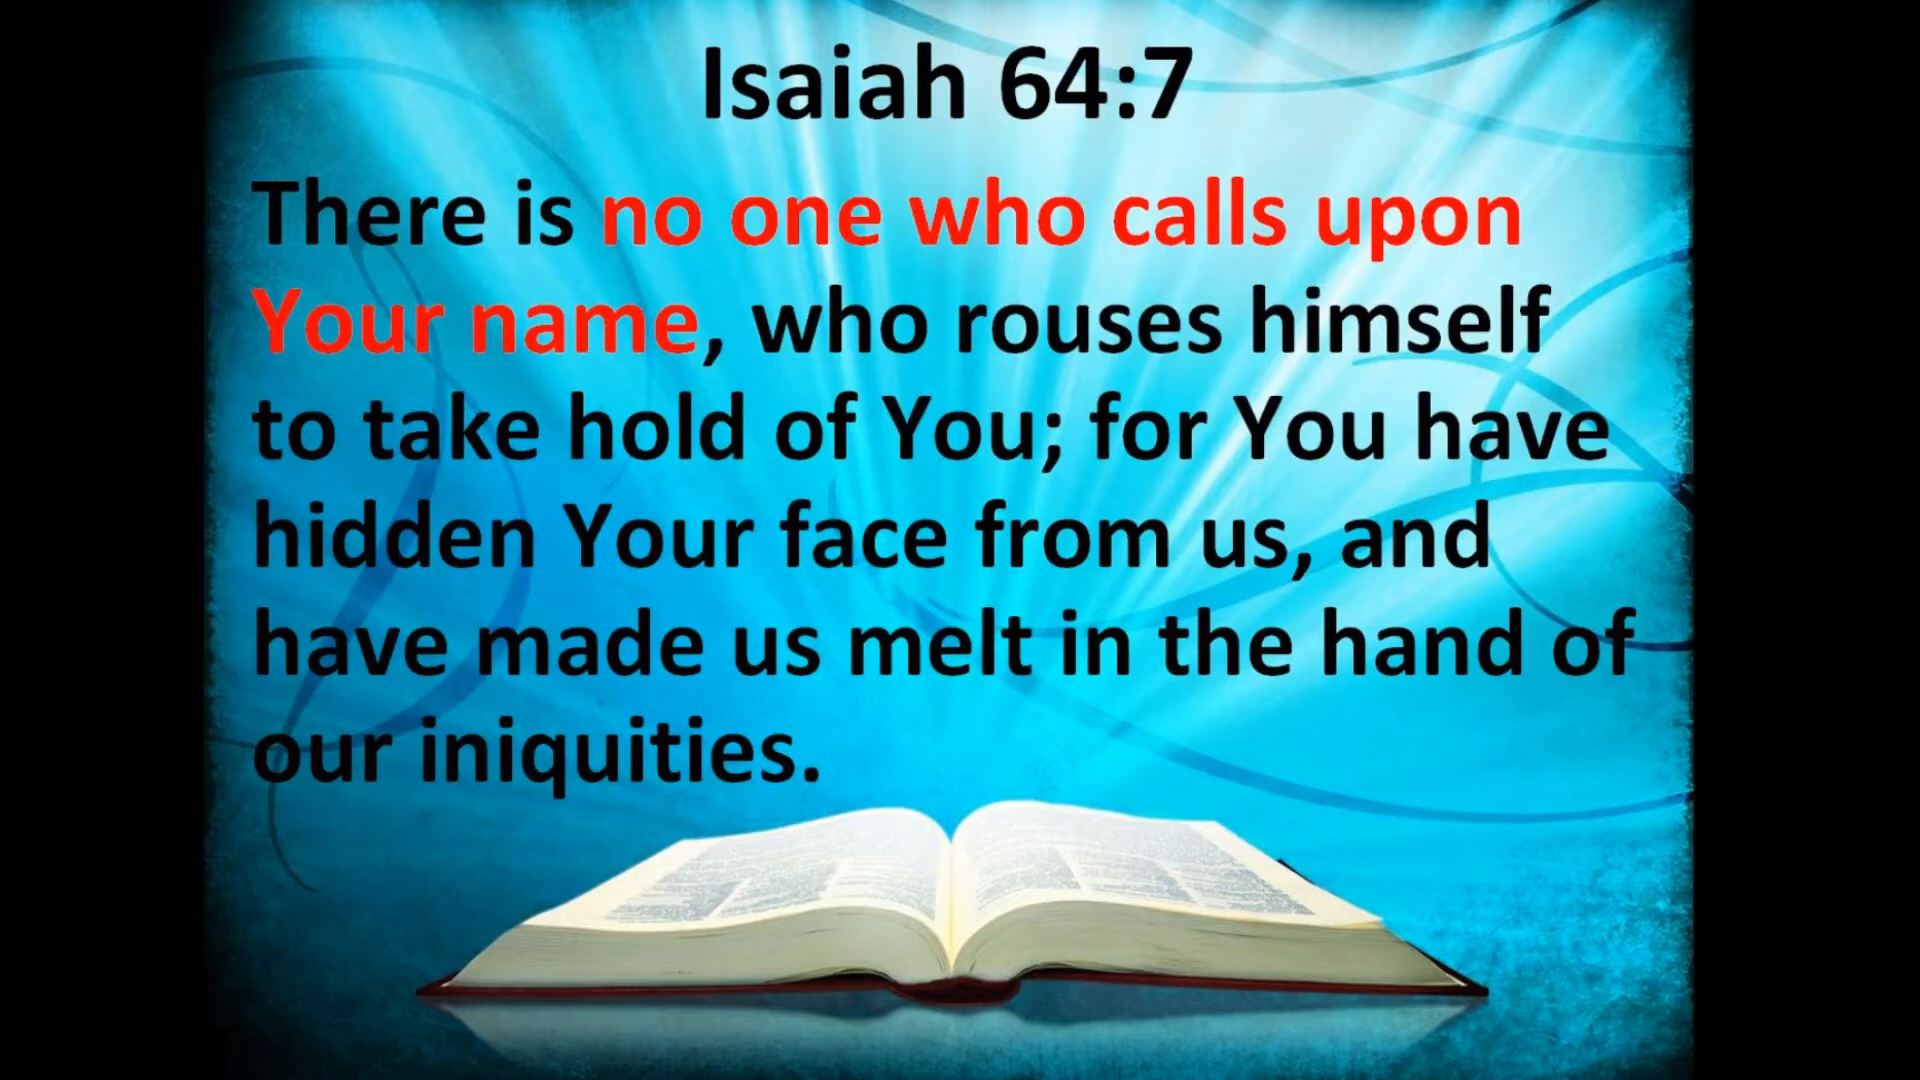 Isaiah 64:7
There is no one who calls upon
Your name, who rouses himself
to take hold of You; for You have
hidden Your face from us, and
have made us melt in the hand of
our iniquities.